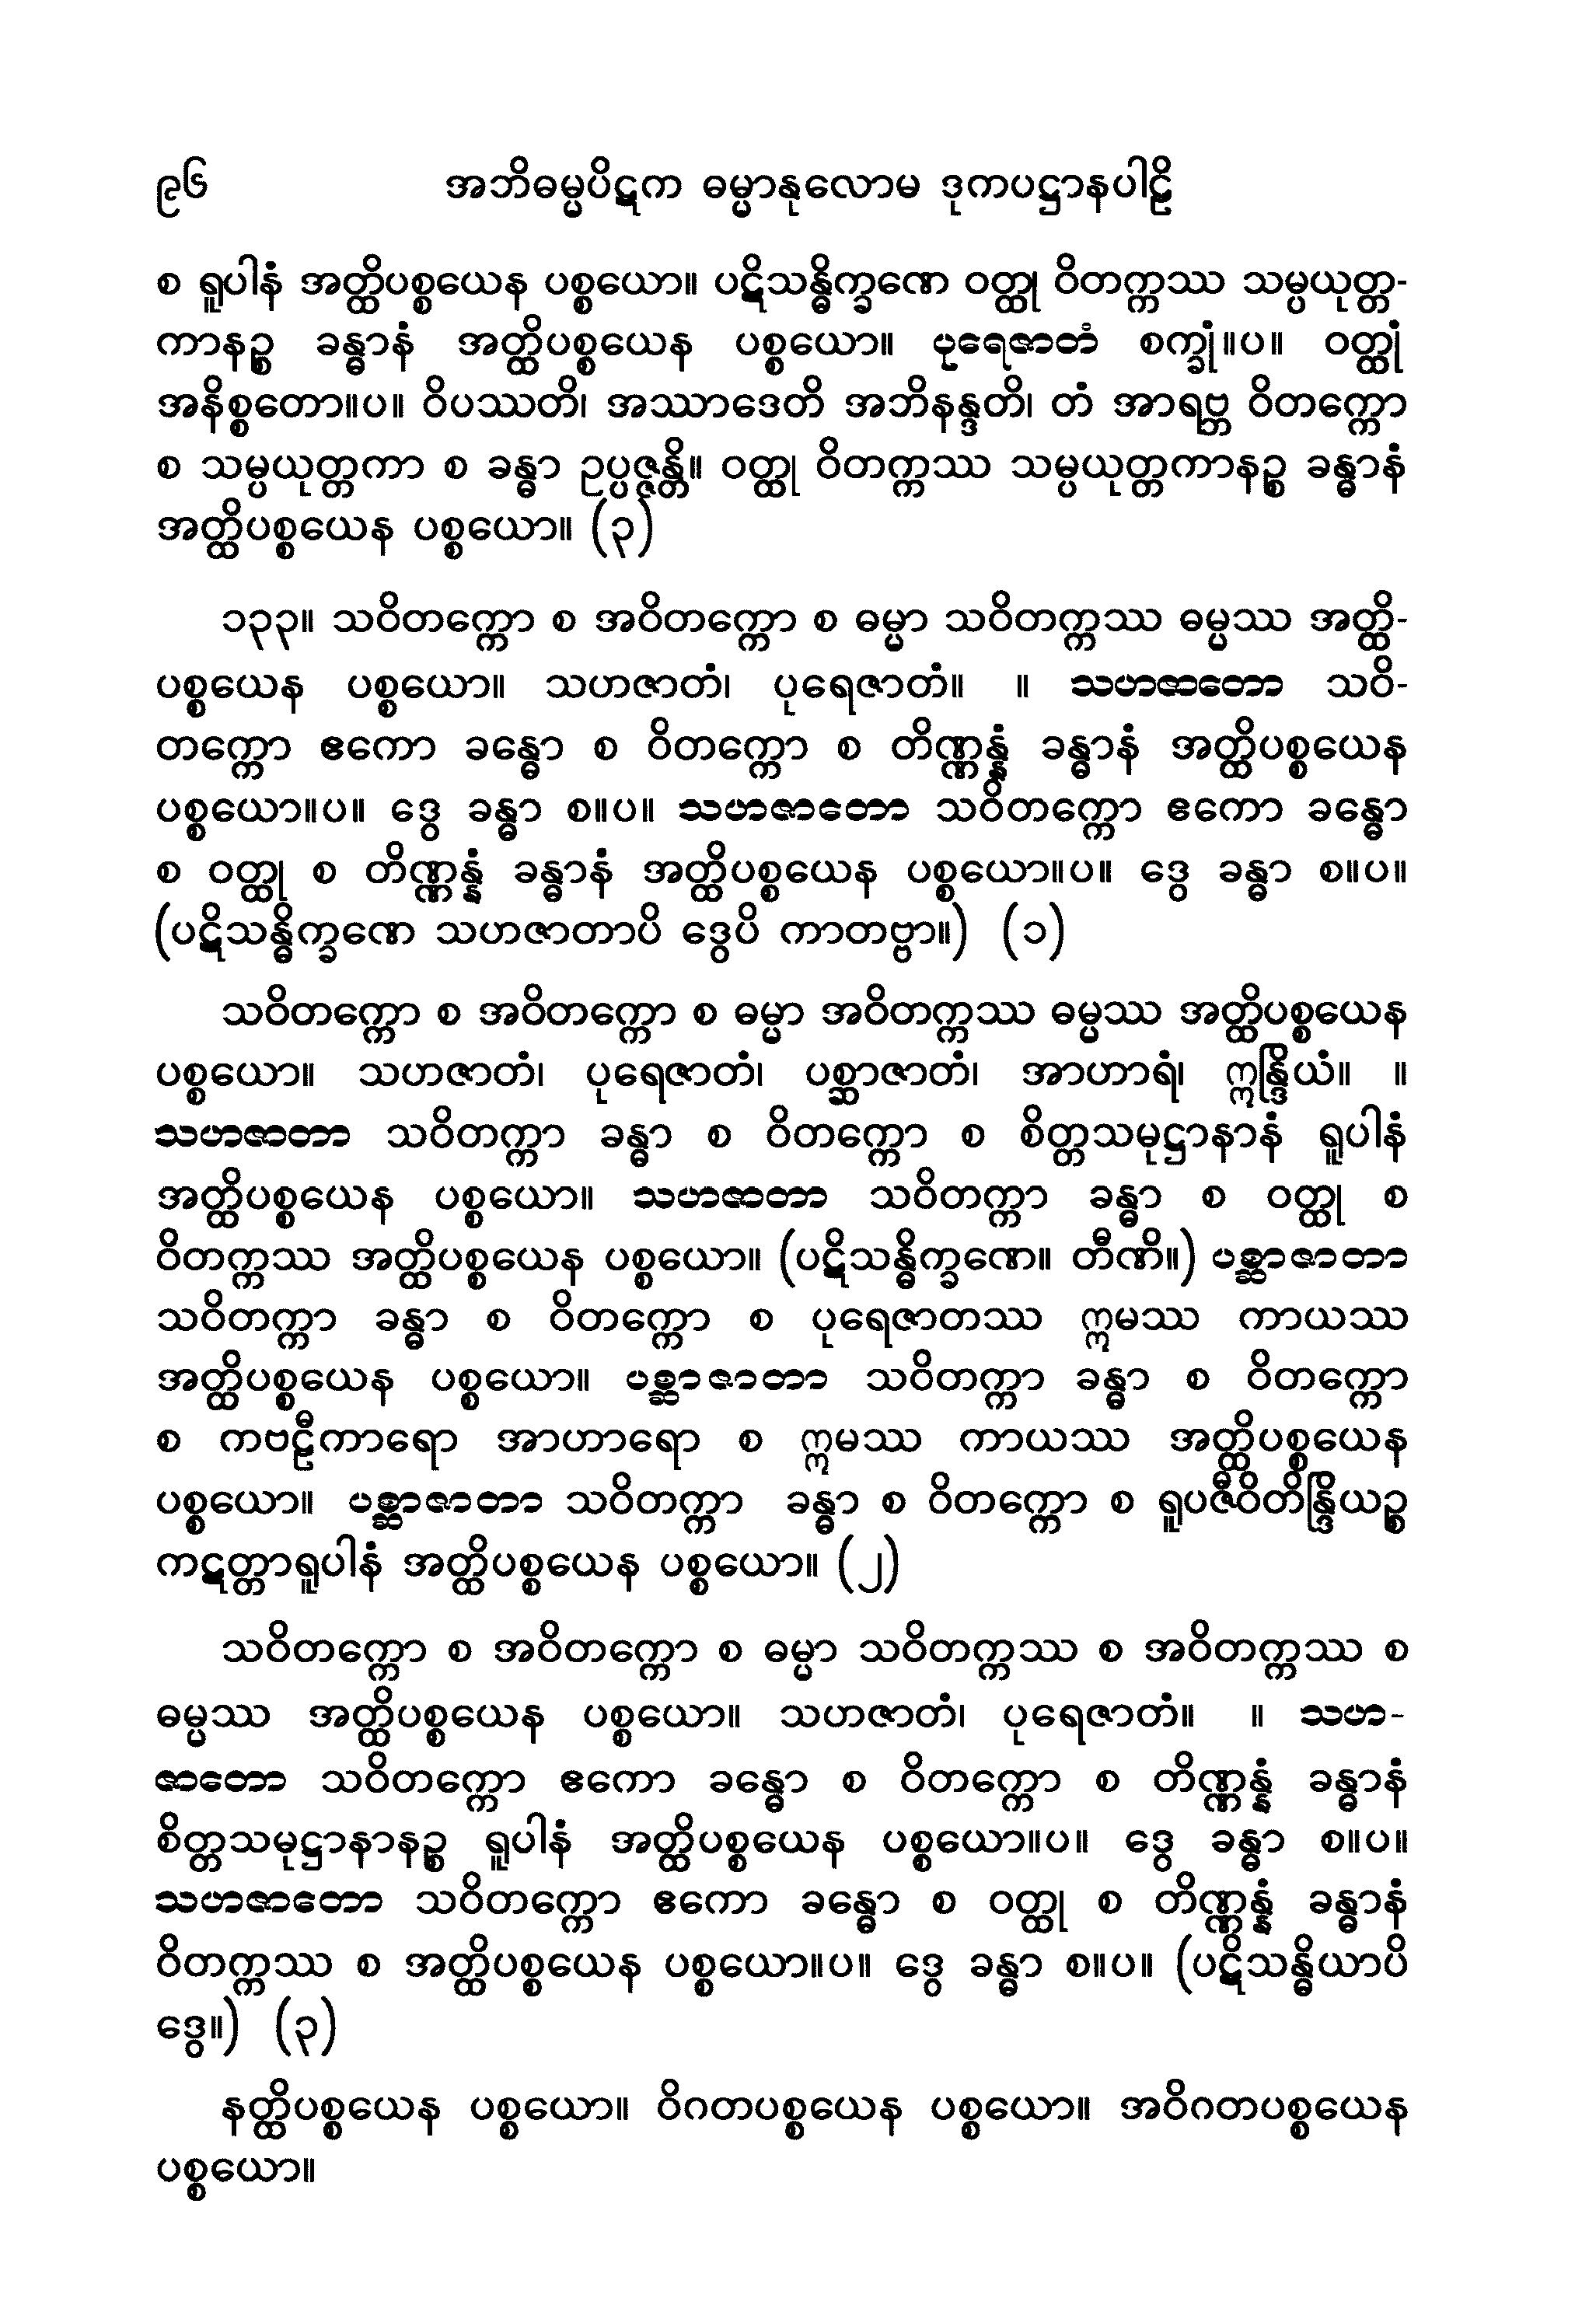 ၉၆ အဘိဓမ္မပိဋက ဓမ္မာနုလောမ ဒုကပဋ္ဌာနပါဠိ
စ ရူပါနံ အတ္ထိပစ္စယေန ပစ္စယော။ ပဋိသန္ဓိက္ခဏေ ဝတ္ထု ဝိတက္ကဿ သမ္ပယုတ္တ-
ကာနဉ္စ ခန္ဓာနံ အတ္ထိပစ္စယေန ပစ္စယော။ ပုရေဇာတံ စက္ခုံ။ပ။ ဝတ္ထုံ
အနိစ္စတော။ပ။ ဝိပဿတိ၊ အဿာဒေတိ အဘိနန္ဒတိ၊ တံ အာရဗ္ဘ ဝိတက္ကော
စ သမ္ပယုတ္တကာ စ ခန္ဓာ ဥပ္ပဇ္ဇန္တိ။ ဝတ္ထု ဝိတက္ကဿ သမ္ပယုတ္တကာနဉ္စ ခန္ဓာနံ
အတ္ထိပစ္စယေန ပစ္စယော။ (၃)
၁၃၃။ သဝိတက္ကော စ အဝိတက္ကော စ ဓမ္မာ သဝိတက္ကဿ ဓမ္မဿ အတ္ထိ-
ပစ္စယေန ပစ္စယော။ သဟဇာတံ၊ ပုရေဇာတံ။ ။ သဟဇာတော သဝိ-
တက္ကော ဧကော ခန္ဓော စ ဝိတက္ကော စ တိဏ္ဏန္နံ ခန္ဓာနံ အတ္ထိပစ္စယေန
ပစ္စယော။ပ။ ဒွေ ခန္ဓာ စ။ပ။ သဟဇာတော သဝိတက္ကော ဧကော ခန္ဓော
စ ဝတ္ထု စ တိဏ္ဏန္နံ ခန္ဓာနံ အတ္ထိပစ္စယေန ပစ္စယော။ပ။ ဒွေ ခန္ဓာ စ။ပ။
(ပဋိသန္ဓိက္ခဏေ သဟဇာတာပိ ဒွေပိ ကာတဗ္ဗာ။) (၁)
သဝိတက္ကော စ အဝိတက္ကော စ ဓမ္မာ အဝိတက္ကဿ ဓမ္မဿ အတ္ထိပစ္စယေန
ပစ္စယော။ သဟဇာတံ၊ ပုရေဇာတံ၊ ပစ္ဆာဇာတံ၊ အာဟာရံ၊ ဣန္ဒြိယံ။ ။
သဟဇာတာ သဝိတက္ကာ ခန္ဓာ စ ဝိတက္ကော စ စိတ္တသမုဋ္ဌာနာနံ ရူပါနံ
အတ္ထိပစ္စယေန ပစ္စယော။ သဟဇာတာ သဝိတက္ကာ ခန္ဓာ စ ဝတ္ထု စ
ဝိတက္ကဿ အတ္ထိပစ္စယေန ပစ္စယော။ (ပဋိသန္ဓိက္ခဏေ။ တီဏိ။) ပစ္ဆာဇာတာ
သဝိတက္ကာ ခန္ဓာ စ ဝိတက္ကော စ ပုရေဇာတဿ ဣမဿ ကာယဿ
အတ္ထိပစ္စယေန ပစ္စယော။ ပစ္ဆာဇာတာ သဝိတက္ကာ ခန္ဓာ စ ဝိတက္ကော
စ ကဗဠီကာရော အာဟာရော စ ဣမဿ ကာယဿ အတ္ထိပစ္စယေန
ပစ္စယော။ ပစ္ဆာဇာတာ သဝိတက္ကာ ခန္ဓာ စ ဝိတက္ကော စ ရူပဇီဝိတိန္ဒြိယဉ္စ
ကဋတ္တာရူပါနံ အတ္ထိပစ္စယေန ပစ္စယော။ (၂)
သဝိတက္ကော စ အဝိတက္ကော စ ဓမ္မာ သဝိတက္ကဿ စ အဝိတက္ကဿ စ
ဓမ္မဿ အတ္ထိပစ္စယေန ပစ္စယော။ သဟဇာတံ၊ ပုရေဇာတံ။ ။ သဟ-
ဇာတော သဝိတက္ကော ဧကော ခန္ဓော စ ဝိတက္ကော စ တိဏ္ဏန္နံ ခန္ဓာနံ
စိတ္တသမုဋ္ဌာနာနဉ္စ ရူပါနံ အတ္ထိပစ္စယေန ပစ္စယော။ပ။ ဒွေ ခန္ဓာ စ။ပ။
သဟဇာတော သဝိတက္ကော ဧကော ခန္ဓော စ ဝတ္ထု စ တိဏ္ဏန္နံ ခန္ဓာနံ
ဝိတက္ကဿ စ အတ္ထိပစ္စယေန ပစ္စယော။ပ။ ဒွေ ခန္ဓာ စ။ပ။ (ပဋိသန္ဓိယာပိ
ဒွေ။) (၃)
နတ္ထိပစ္စယေန ပစ္စယော။ ဝိဂတပစ္စယေန ပစ္စယော။ အဝိဂတပစ္စယေန
ပစ္စယော။